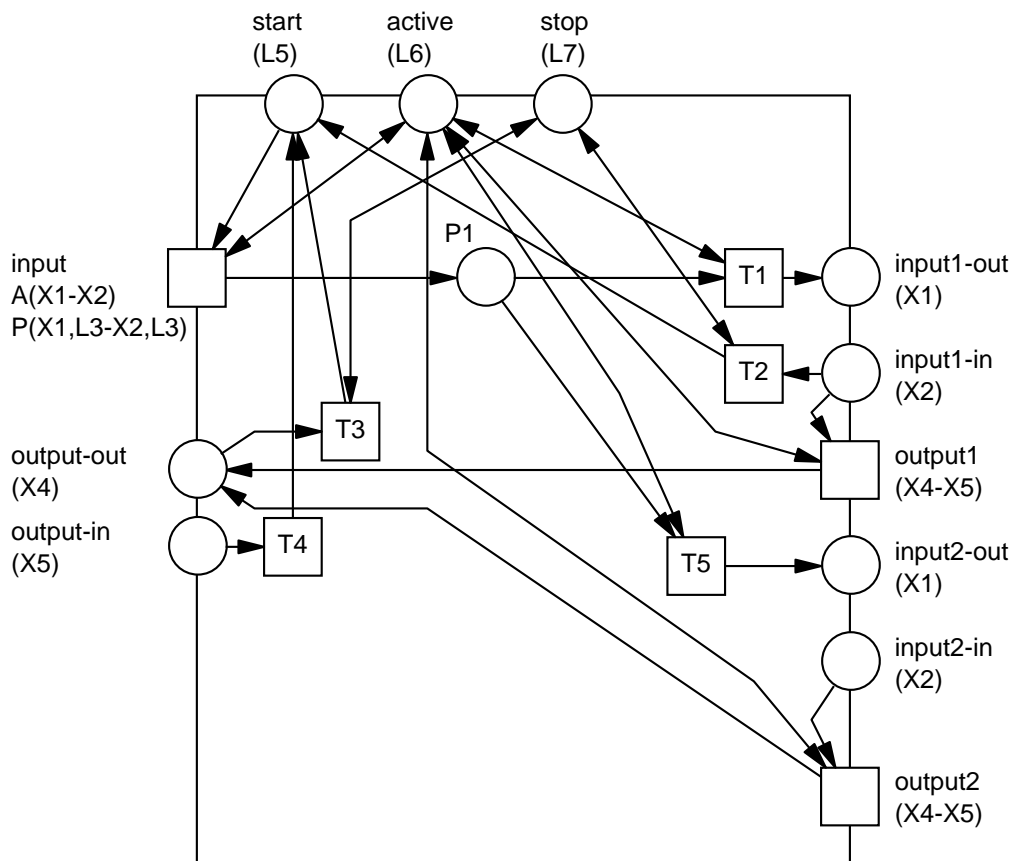 start
(L5)
active
(L6)
stop
(L7)
P1
input
A(X1-X2)
P(X1,L3-X2,L3)
T1
input1-out
(X1)
T2
input1-in
(X2)
T3
output-out
(X4)
output1
(X4-X5)
output-in
(X5)
T4
T5
input2-out
(X1)
input2-in
(X2)
output2
(X4-X5)